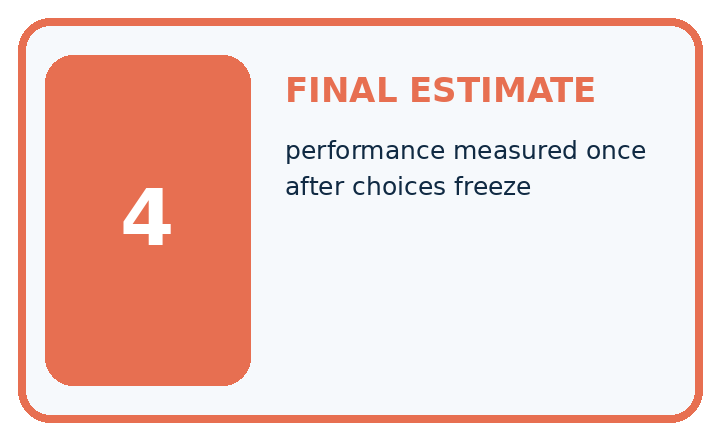 4
FINAL ESTIMATE
performance measured once
after choices freeze